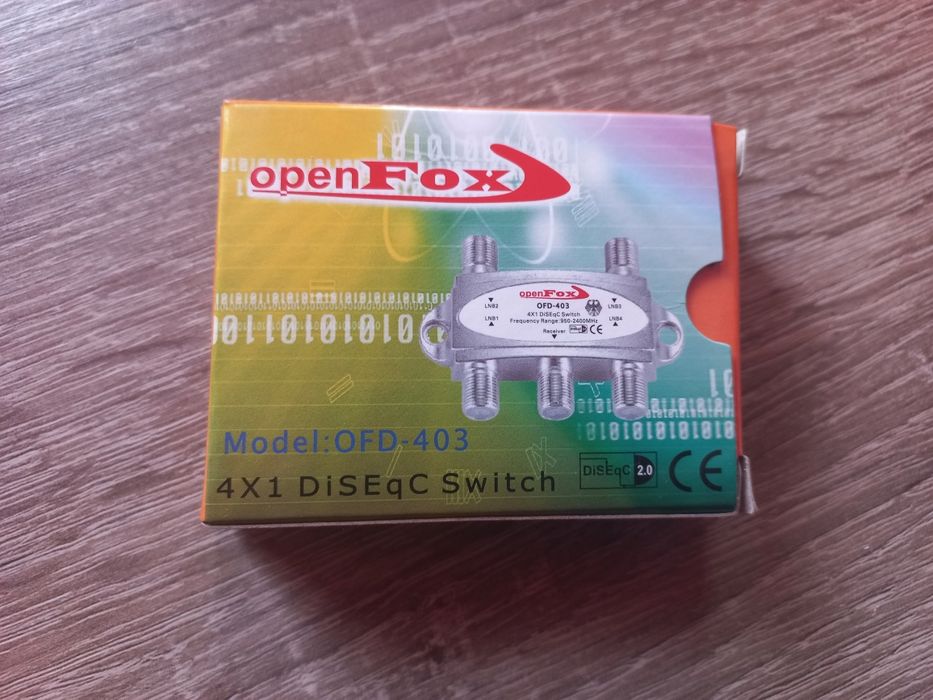 openFox
openFox
OFD-403
4X1 DiSEqC Switch
Frequency Range:950-2400MHz
LNB2
LNB1
LNB3
LNB4
Receiver
CE
Model:OFD-403
4X1 DiSEqC Switch
DiSEqC 2.0
CE